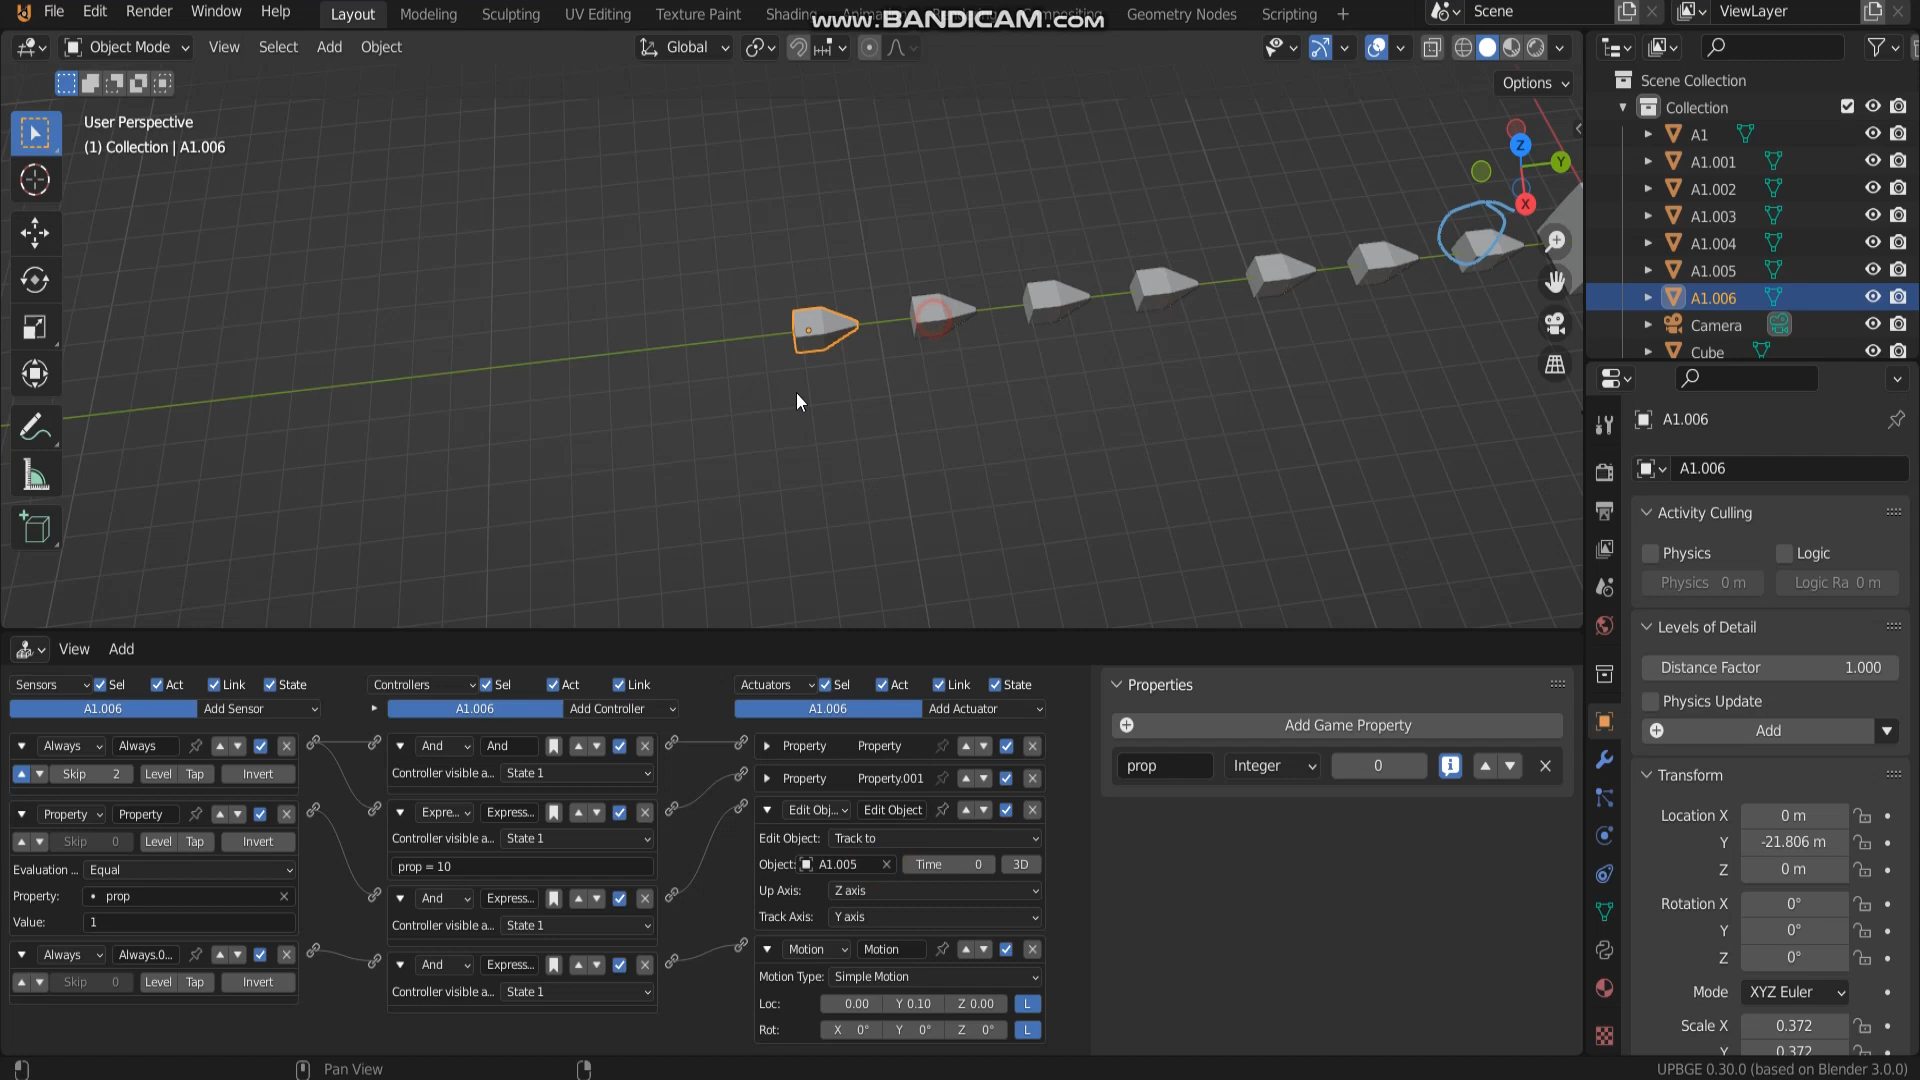 File Edit Render Window Help Layout Modeling Sculpting UV Editing Texture Paint Shading Geometry Nodes Scripting Scene ViewLayer
www.BANDICAM.com
Object Mode View Select Add Object Global
Options
User Perspective
(1) Collection | A1.006
Z
Y
X
Scene Collection
Collection
A1
A1.001
A1.002
A1.003
A1.004
A1.005
A1.006
Camera
Cube
A1.006
A1.006
Activity Culling
Physics Logic
Physics 0 m Logic Ra 0 m
Levels of Detail
Distance Factor 1.000
Physics Update
Add
Transform
Location X 0 m
Y -21.806 m
Z 0 m
Rotation X 0°
Y 0°
Z 0°
Mode XYZ Euler
Scale X 0.372
Y 0.372
View Add
Sensors Sel Act Link State
A1.006 Add Sensor
Always Always
Skip 2 Level Tap Invert
Property Property
Skip 0 Level Tap Invert
Evaluation ... Equal
Property: prop
Value: 1
Always Always.0...
Skip 0 Level Tap Invert
Controllers Sel Act Link
A1.006 Add Controller
And And
Controller visible a... State 1
Expre... Express...
Controller visible a... State 1
prop = 10
And Express...
Controller visible a... State 1
And Express...
Controller visible a... State 1
Actuators Sel Act Link State
A1.006 Add Actuator
Property Property
Property Property.001
Edit Obj... Edit Object
Edit Object: Track to
Object: A1.005 Time 0 3D
Up Axis: Z axis
Track Axis: Y axis
Motion Motion
Motion Type: Simple Motion
Loc: 0.00 Y 0.10 Z 0.00 L
Rot: X 0° Y 0° Z 0° L
Properties
Add Game Property
prop Integer 0
Pan View
UPBGE 0.30.0 (based on Blender 3.0.0)